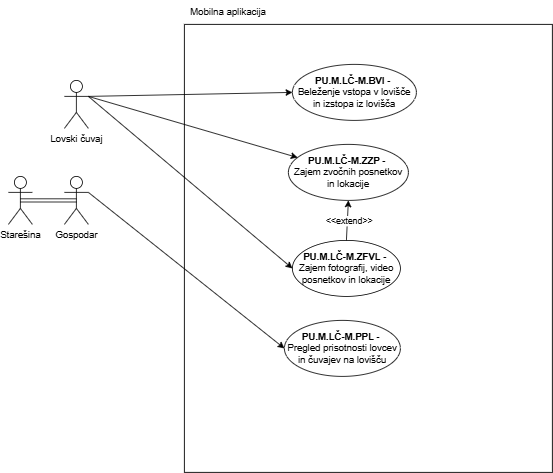 Mobilna aplikacija
PU.M.LČ-M.BVI -
Beleženje vstopa v lovišče
in izstopa iz lovišča
Lovski čuvaj
PU.M.LČ-M.ZZP -
Zajem zvočnih posnetkov
in lokacije
<<extend>>
Starešina
Gospodar
PU.M.LČ-M.ZFVL -
Zajem fotografij, video
posnetkov in lokacije
PU.M.LČ-M.PPL -
Pregled prisotnosti lovcev
in čuvajev na lovišču